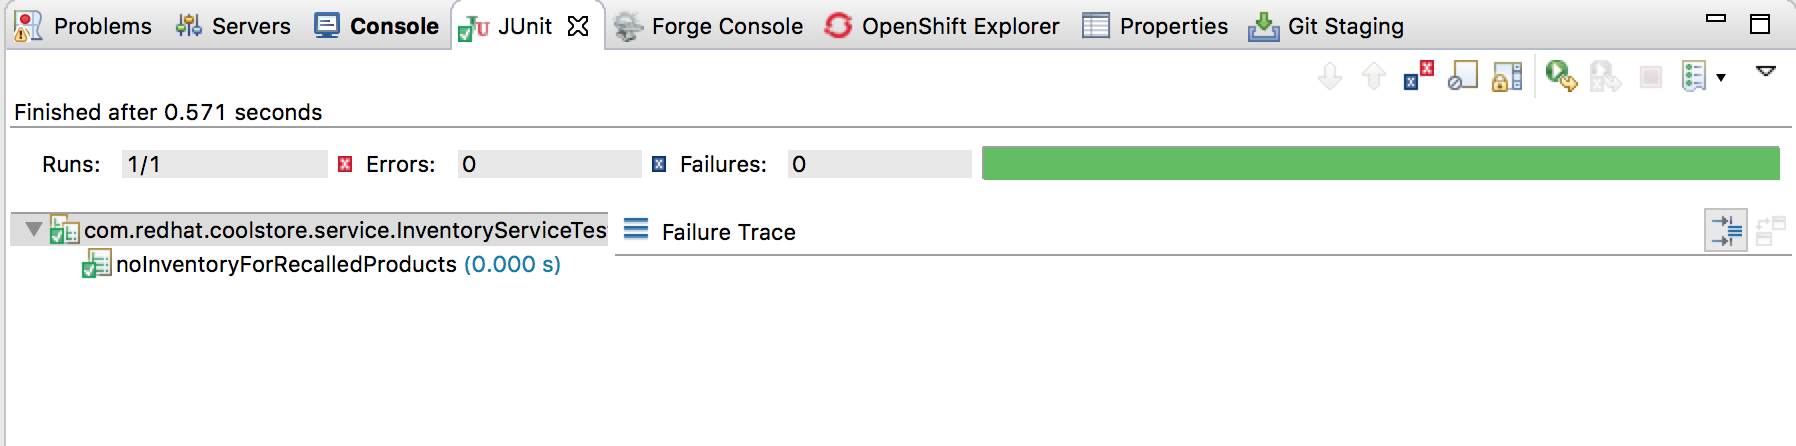 Problems Servers Console JUnit Forge Console OpenShift Explorer Properties Git Staging
Finished after 0.571 seconds
Runs: 1/1 Errors: 0 Failures: 0
com.redhat.coolstore.service.InventoryServiceTes Failure Trace
noInventoryForRecalledProducts (0.000 s)